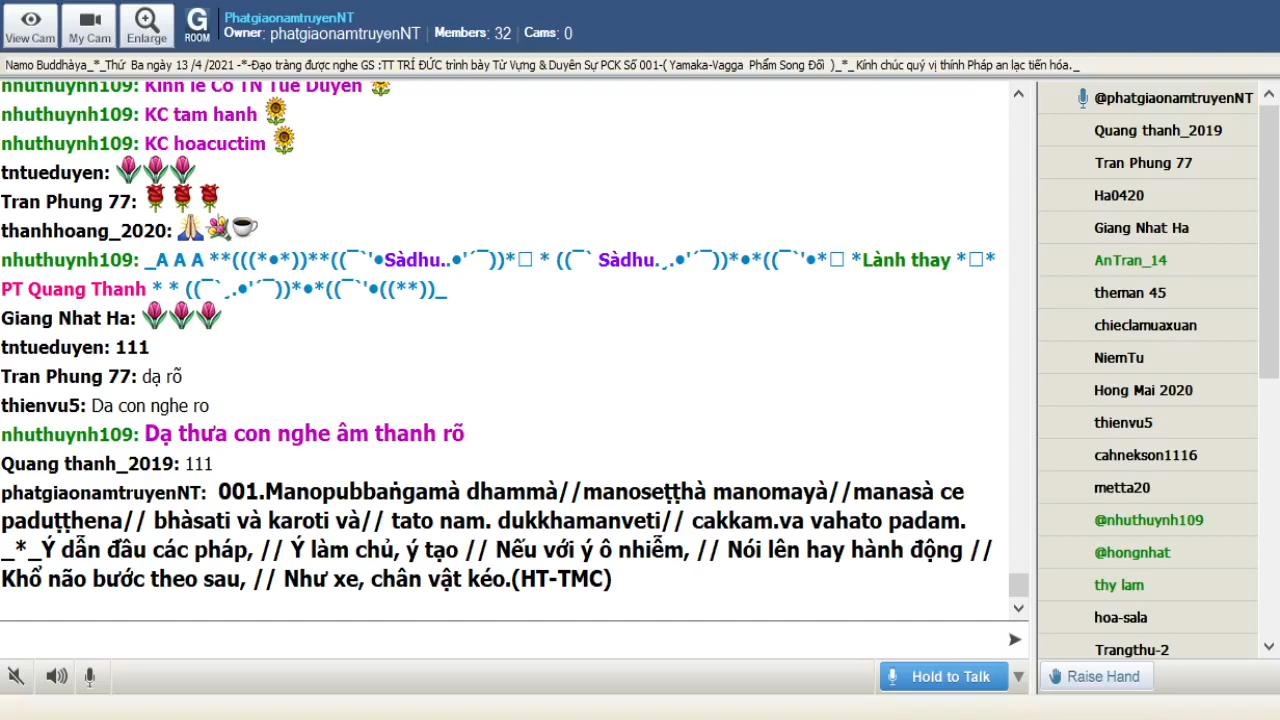 View Cam
My Cam
Enlarge
G
ROOM
PhatgiaonamtruyenNT
Owner: phatgiaonamtruyenNT | Members: 32 | Cams: 0
Namo Buddhàya_*_Thứ Ba ngày 13 /4 /2021 -*-Đạo tràng được nghe GS :TT TRÍ ĐỨC trình bày Từ Vựng & Duyên Sự PCK Số 001-( Yamaka-Vagga Phẩm Song Đối )_*_ Kính chúc quý vị thính Pháp an lạc tiến hóa._
nhuthuynh109: Kính lễ Cô TN Tuệ Duyên
nhuthuynh109: KC tam hanh
nhuthuynh109: KC hoacuctim
tntueduyen:
Tran Phung 77:
thanhhoang_2020:
nhuthuynh109: _A A A **(((*●*))**((¯`'●Sàdhu..●'´¯))*□ * ((¯` Sàdhu.¸.●'´¯))*●*((¯`'●*□ *Lành thay *□*
PT Quang Thanh * * ((¯`¸.●'´¯))*●*((¯`'●((**))_
Giang Nhat Ha:
tntueduyen: 111
Tran Phung 77: dạ rõ
thienvu5: Da con nghe ro
nhuthuynh109: Dạ thưa con nghe âm thanh rõ
Quang thanh_2019: 111
phatgiaonamtruyenNT: 001.Manopubbaṅgamà dhammà//manoseṭṭhà manomayà//manasà ce
paduṭṭhena// bhàsati và karoti và// tato nam. dukkhamanveti// cakkam.va vahato padam.
_*_Ý dẫn đầu các pháp, // Ý làm chủ, ý tạo // Nếu với ý ô nhiễm, // Nói lên hay hành động //
Khổ não bước theo sau, // Như xe, chân vật kéo.(HT-TMC)
@phatgiaonamtruyenNT
Quang thanh_2019
Tran Phung 77
Ha0420
Giang Nhat Ha
AnTran_14
theman 45
chieclamuaxuan
NiemTu
Hong Mai 2020
thienvu5
cahnekson1116
metta20
@nhuthuynh109
@hongnhat
thy lam
hoa-sala
Trangthu-2
Hold to Talk
Raise Hand